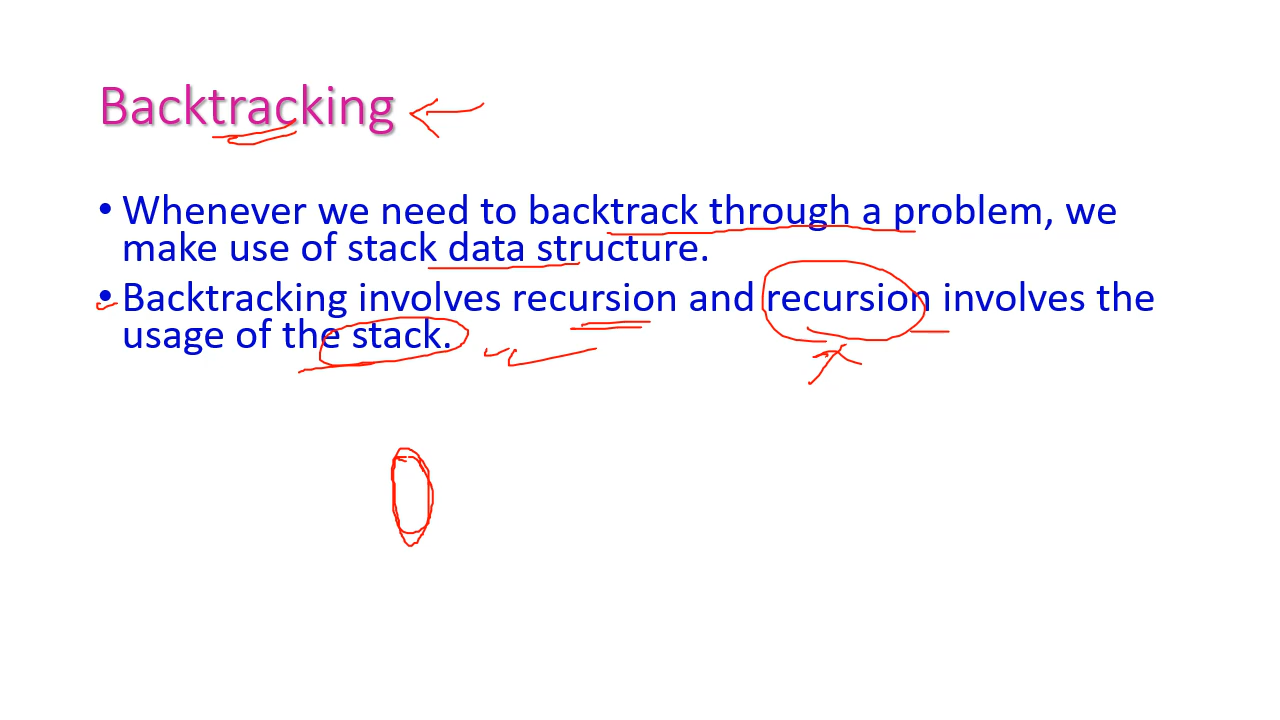 Backtracking
• Whenever we need to backtrack through a problem, we
make use of stack data structure.
• Backtracking involves recursion and recursion involves the
usage of the stack.